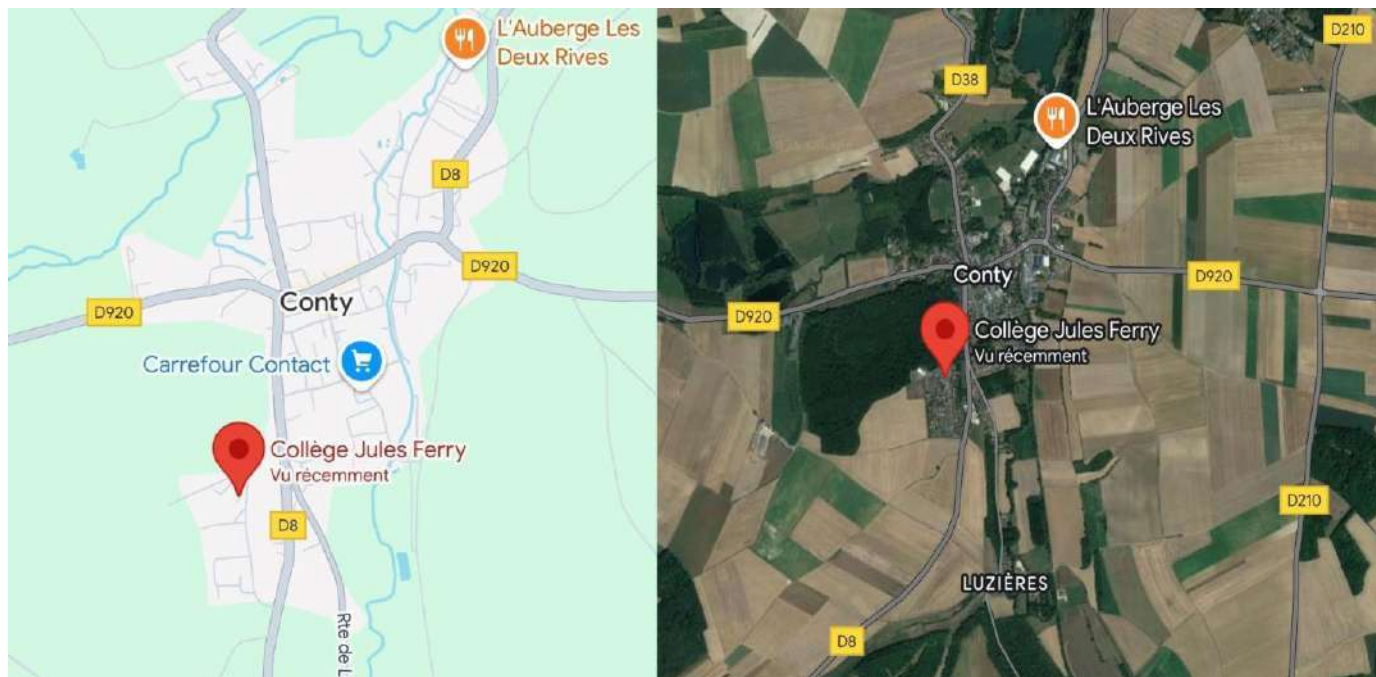 L'Auberge Les
Deux Rives
D8
D920
D920
Conty
Carrefour Contact
Collège Jules Ferry
Vu récemment
D8
Rte de L
D210
D38
L'Auberge Les
Deux Rives
D920
Conty
D920
Collège Jules Ferry
Vu récemment
D210
LUZIÈRES
D8